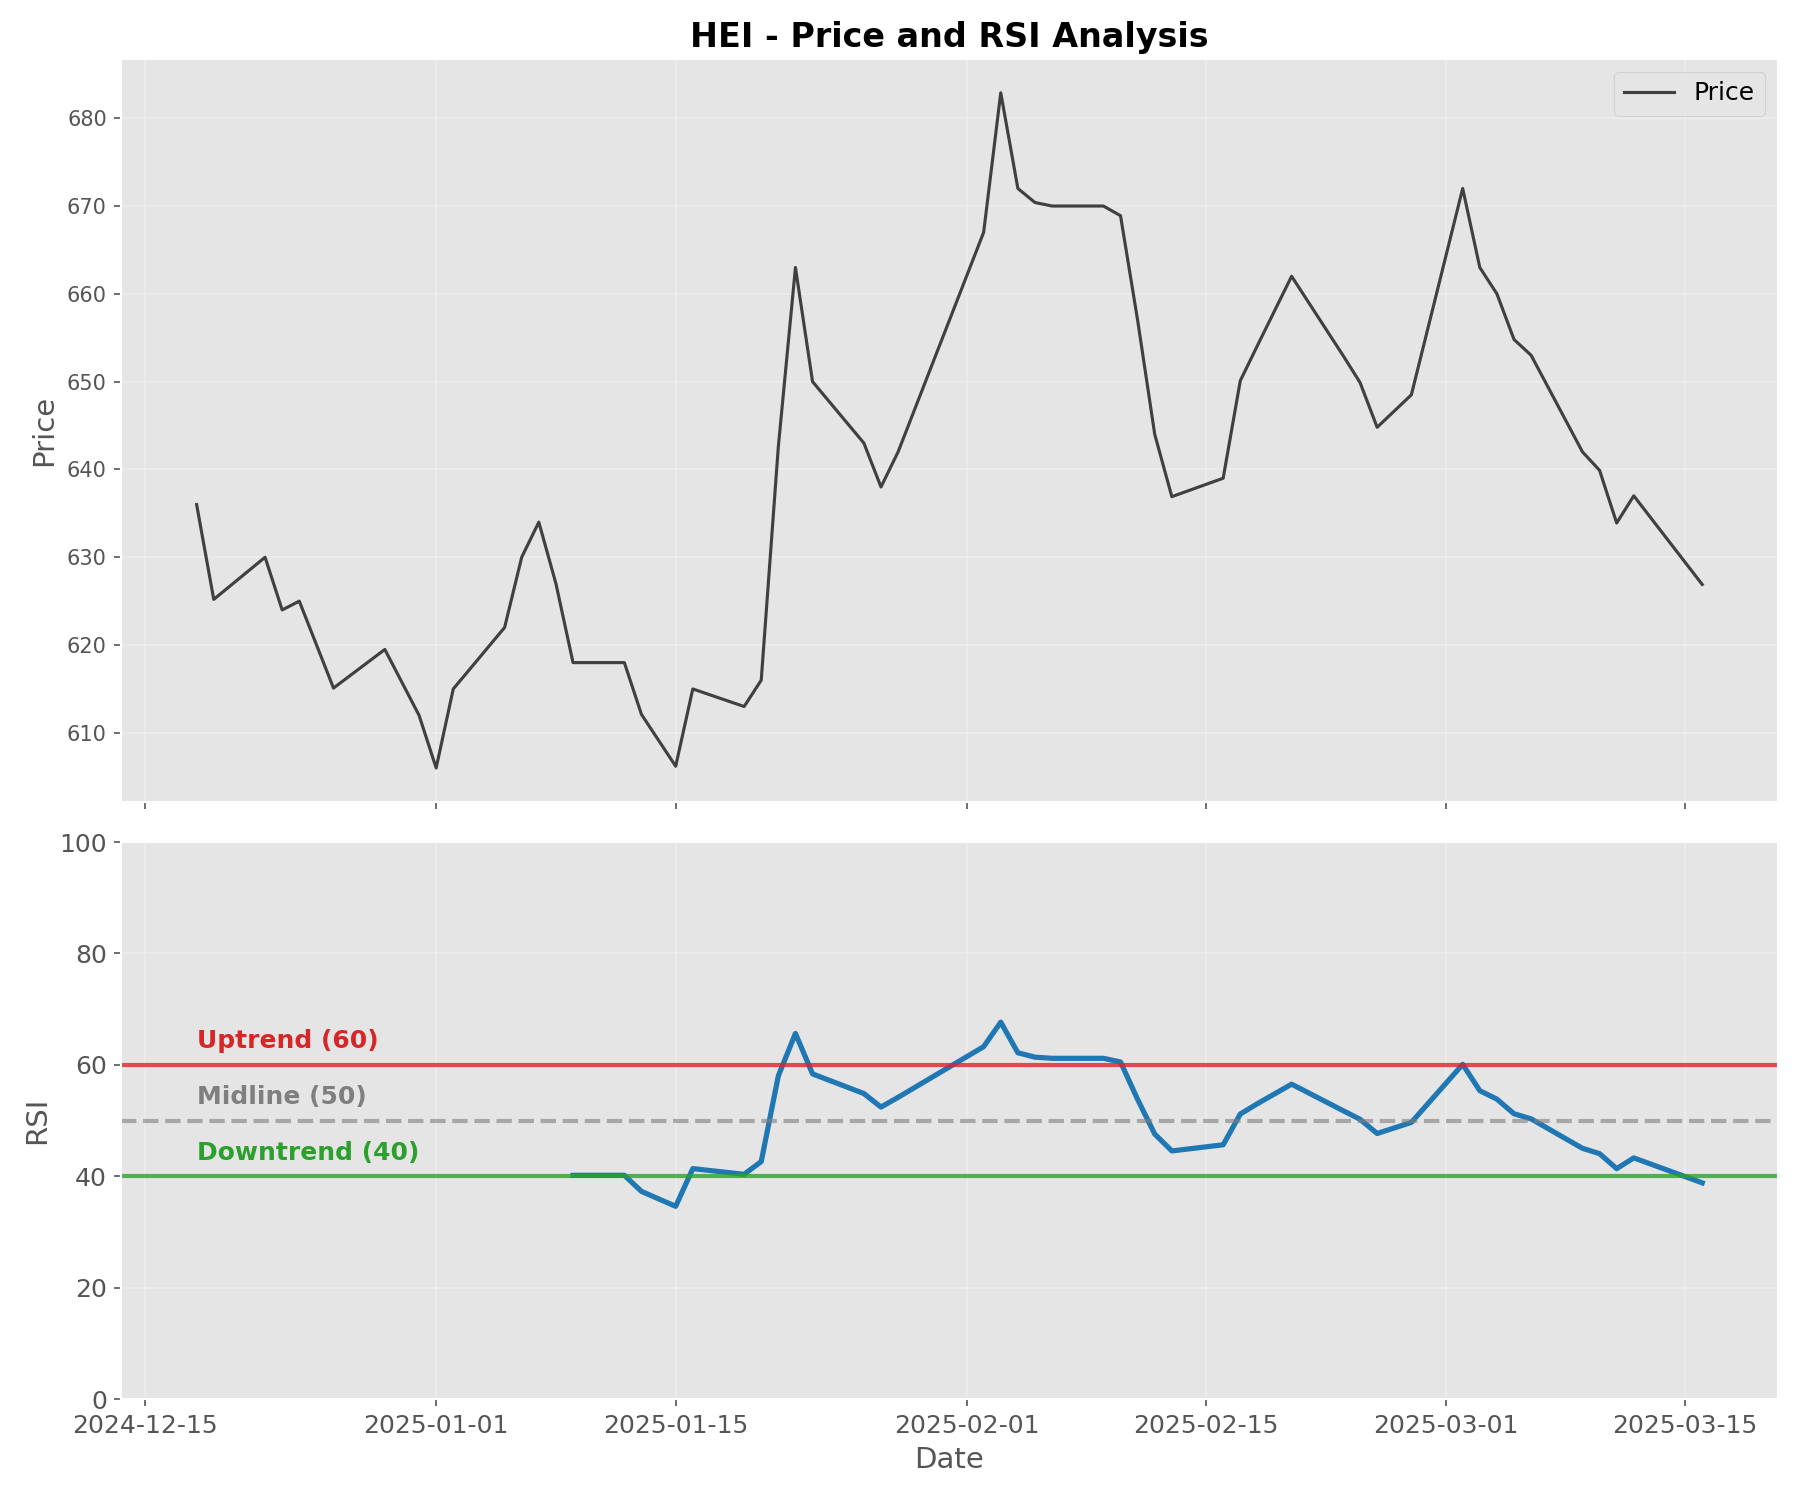 HEI - Price and RSI Analysis
Price
680
670
660
650
640
630
620
610
Price
100
80
60
40
20
0
RSI
Uptrend (60)
Midline (50)
Downtrend (40)
2024-12-15
2025-01-01
2025-01-15
2025-02-01
2025-02-15
2025-03-01
2025-03-15
Date